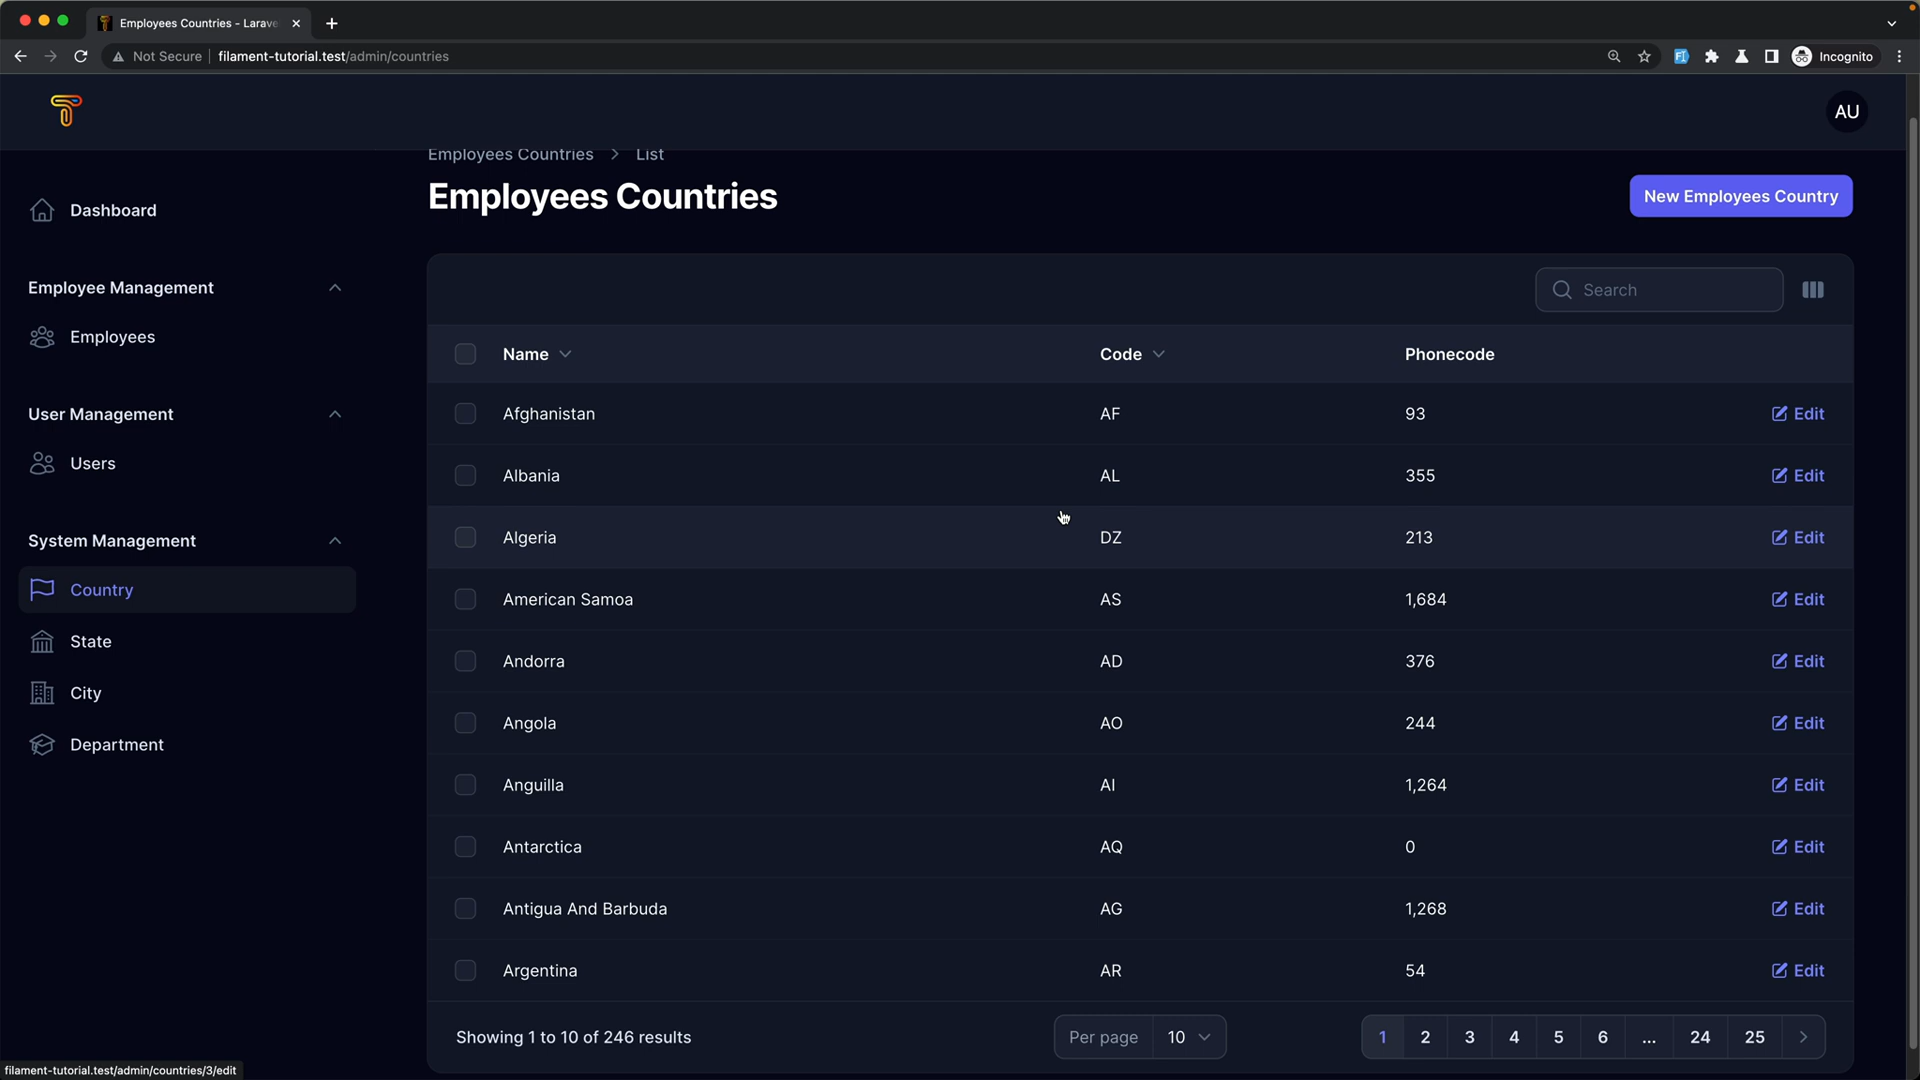 Employees Countries - Larave
Not Secure
filament-tutorial.test/admin/countries
Incognito
AU
Employees Countries > List
Employees Countries
New Employees Country
Dashboard
Employee Management
Employees
User Management
Users
System Management
Country
State
City
Department
Search
Name Code Phonecode
Afghanistan AF 93 Edit
Albania AL 355 Edit
Algeria DZ 213 Edit
American Samoa AS 1,684 Edit
Andorra AD 376 Edit
Angola AO 244 Edit
Anguilla AI 1,264 Edit
Antarctica AQ 0 Edit
Antigua And Barbuda AG 1,268 Edit
Argentina AR 54 Edit
Showing 1 to 10 of 246 results
Per page 10
1 2 3 4 5 6 ... 24 25
filament-tutorial.test/admin/countries/3/edit